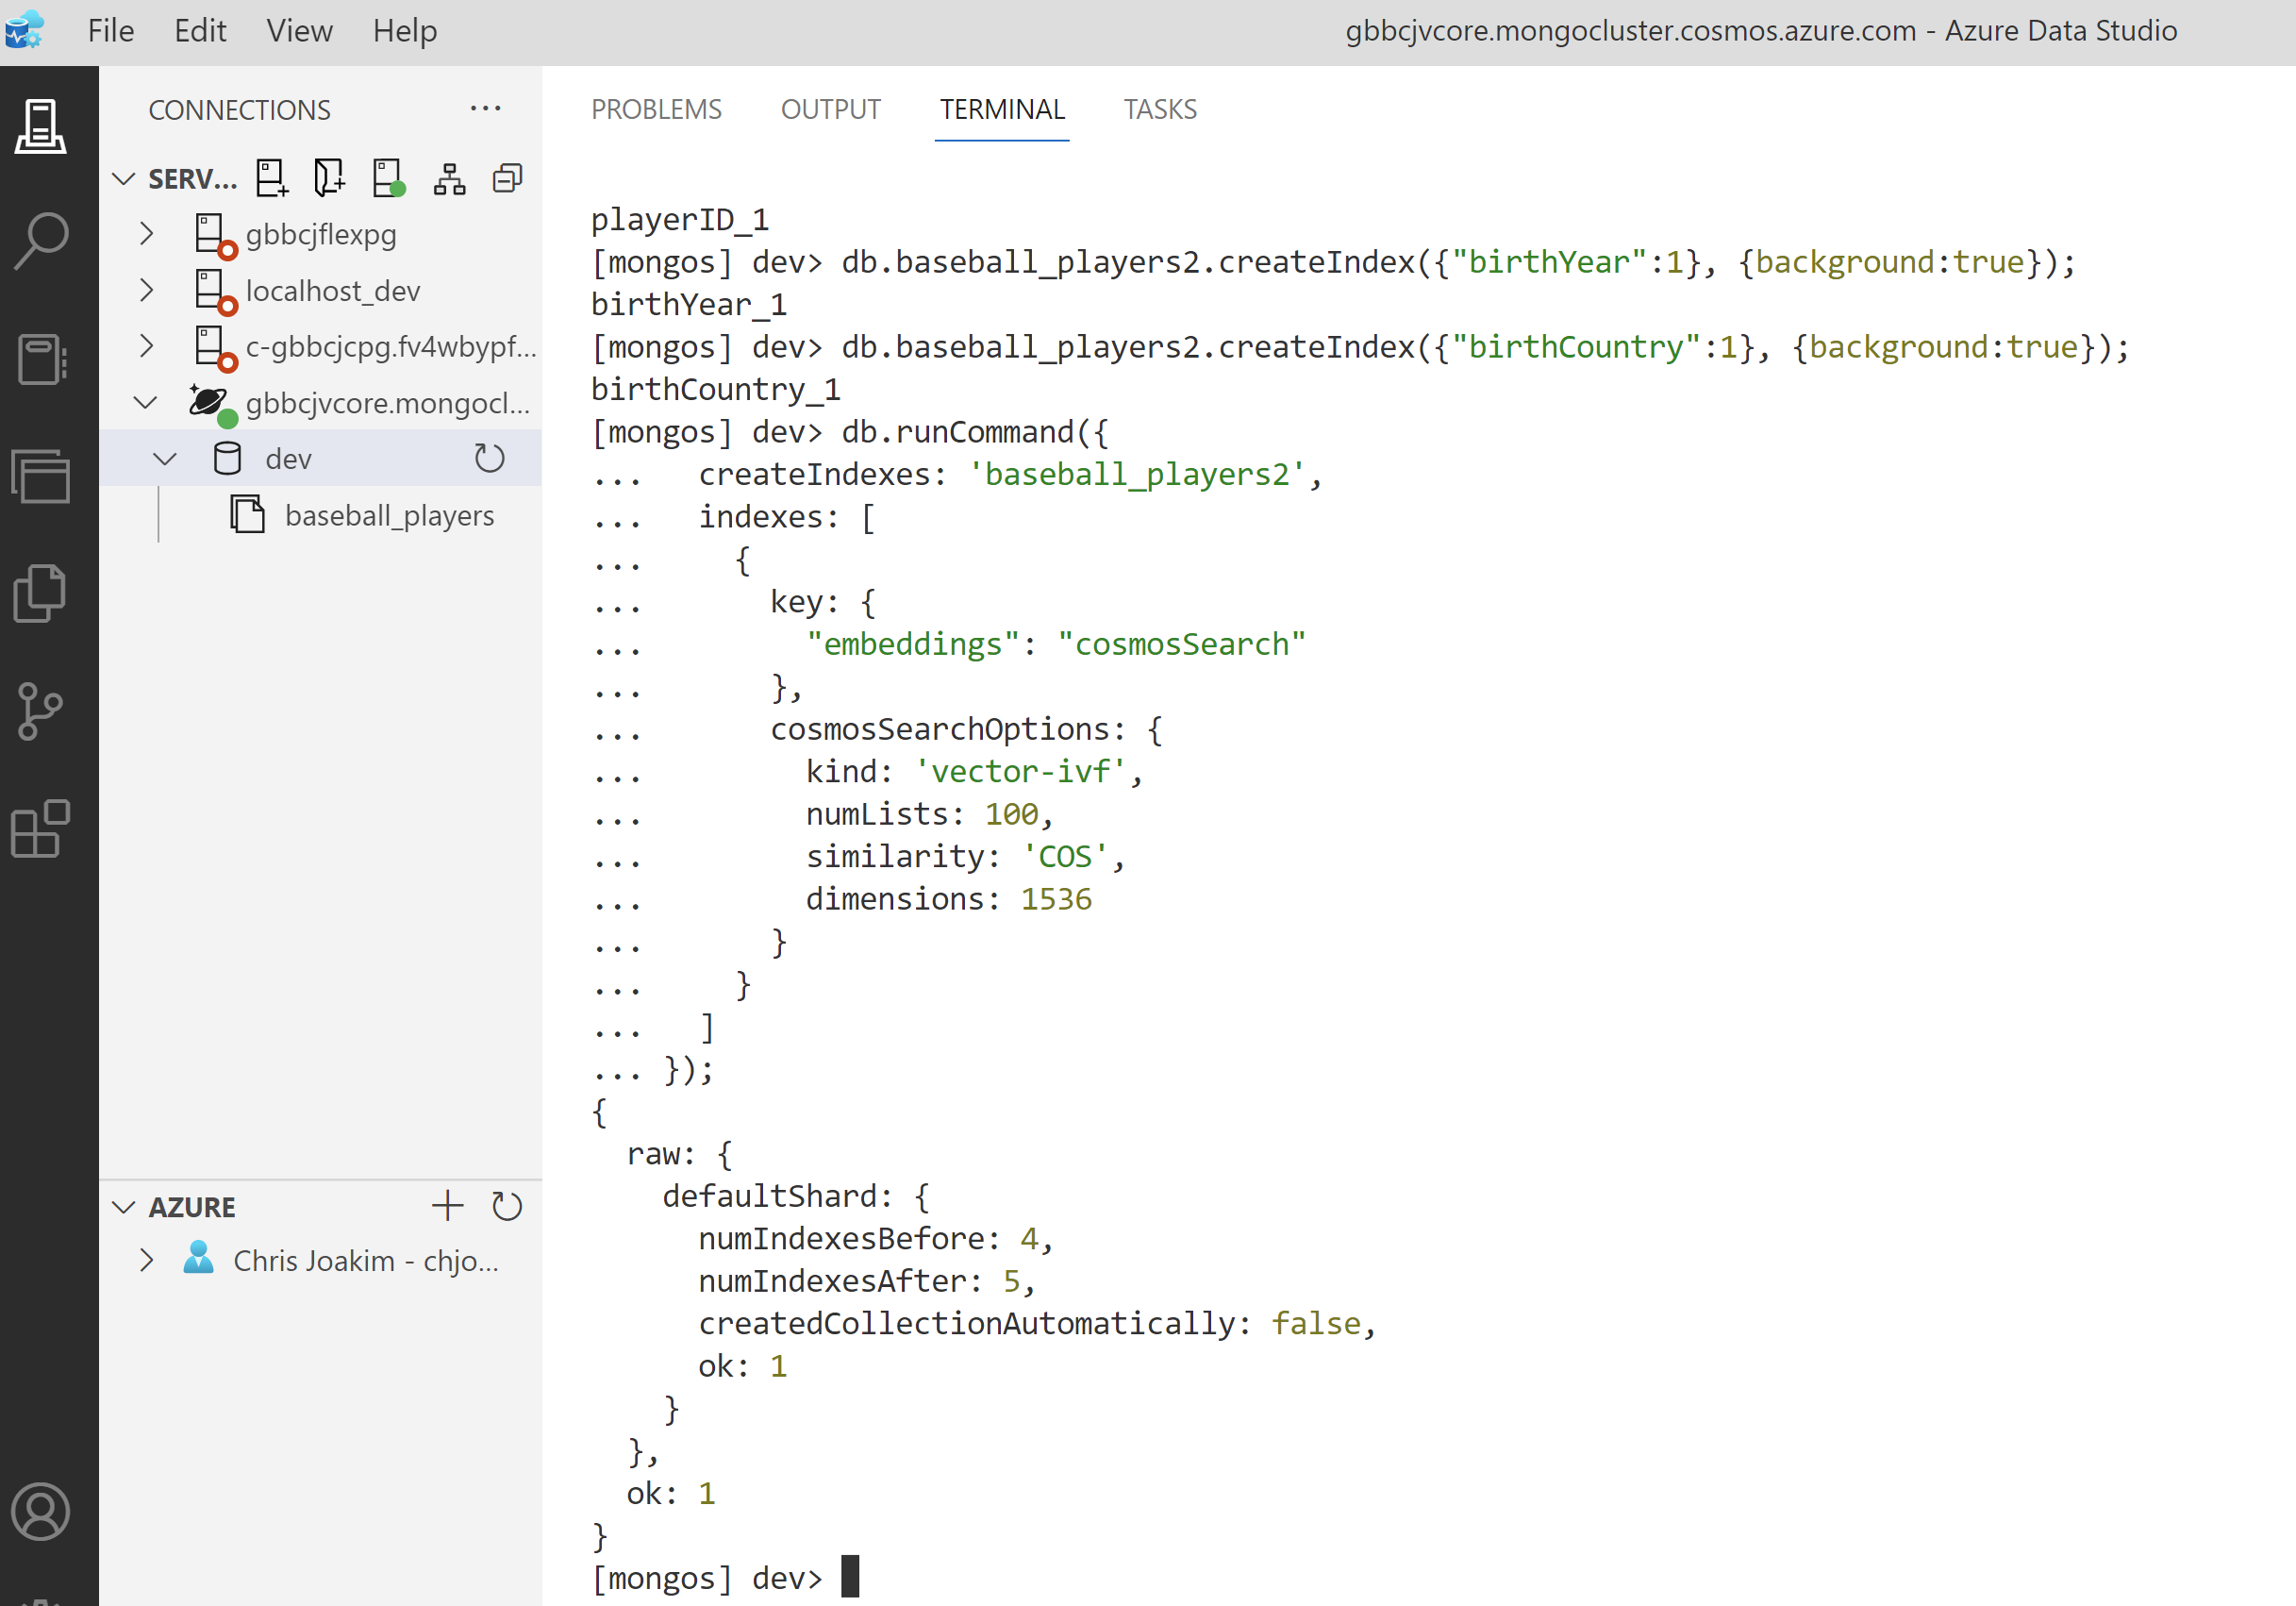 File Edit View Help
gbbcjvcore.mongocluster.cosmos.azure.com - Azure Data Studio
CONNECTIONS ...
SERV...
gbbcjflexpg
localhost_dev
c-gbbcjcpg.fv4wbypf...
gbbcjvcore.mongocl...
dev
baseball_players
AZURE
Chris Joakim - chjo...
PROBLEMS OUTPUT TERMINAL TASKS
playerID_1
[mongos] dev> db.baseball_players2.createIndex({"birthYear":1}, {background:true});
birthYear_1
[mongos] dev> db.baseball_players2.createIndex({"birthCountry":1}, {background:true});
birthCountry_1
[mongos] dev> db.runCommand({
...   createIndexes: 'baseball_players2',
...   indexes: [
...     {
...       key: {
...         "embeddings": "cosmosSearch"
...       },
...       cosmosSearchOptions: {
...         kind: 'vector-ivf',
...         numLists: 100,
...         similarity: 'COS',
...         dimensions: 1536
...       }
...     }
...   ]
... });
{
  raw: {
    defaultShard: {
      numIndexesBefore: 4,
      numIndexesAfter: 5,
      createdCollectionAutomatically: false,
      ok: 1
    }
  },
  ok: 1
}
[mongos] dev>